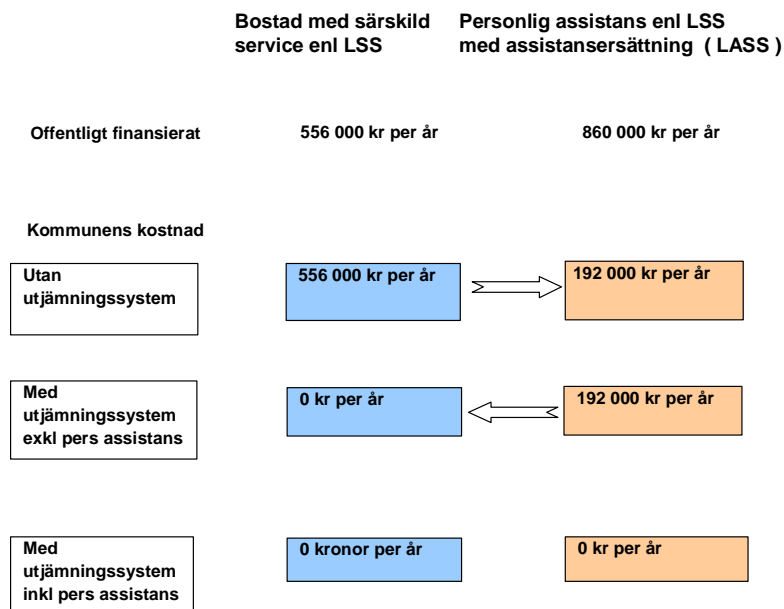 Bostad med särskild
service enl LSS
Personlig assistans enl LSS
med assistansersättning ( LASS )
Offentligt finansierat
556 000 kr per år
860 000 kr per år
Kommunens kostnad
Utan
utjämningssystem
556 000 kr per år
192 000 kr per år
Med
utjämningssystem
exkl pers assistans
0 kr per år
192 000 kr per år
Med
utjämningssystem
inkl pers assistans
0 kronor per år
0 kr per år